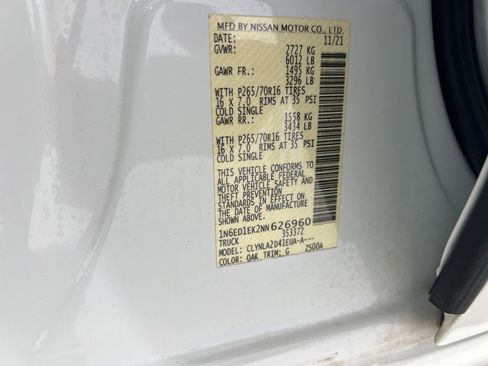 MFD BY NISSAN MOTOR CO., LTD.
DATE: 11/21
GVWR: 2727 KG
6012 LB
GAWR FR.: 1495 KG
3296 LB
WITH P265/70R16 TIRES
16 X 7.0 RIMS AT 35 PSI
COLD SINGLE
GAWR RR.: 1558 KG
3434 LB
WITH P265/70R16 TIRES
16 X 7.0 RIMS AT 35 PSI
COLD SINGLE
THIS VEHICLE CONFORMS TO
ALL APPLICABLE FEDERAL
MOTOR VEHICLE SAFETY AND
THEFT PREVENTION
STANDARDS IN EFFECT ON
THE DATE OF MANUFACTURE
SHOWN ABOVE.
1N6ED1EK2NN626960
TRUCK 353372
MODEL: CLYNLA2D41EUA-A---
COLOR: QAK TRIM: G 2S00A